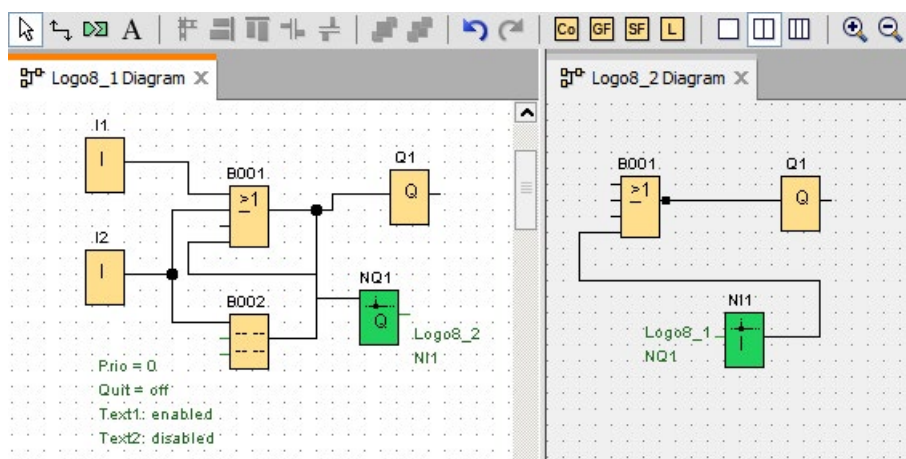 A
Co GF SF L
Logo8_1 Diagram
Logo8_2 Diagram
I1
I
B001
>1
Q1
Q
I2
I
B002
NQ1
Q
Logo8_2
NI1
Prio = 0
Quit = off
Text1: enabled
Text2: disabled
B001
>1
Q1
Q
NI1
I
Logo8_1
NQ1